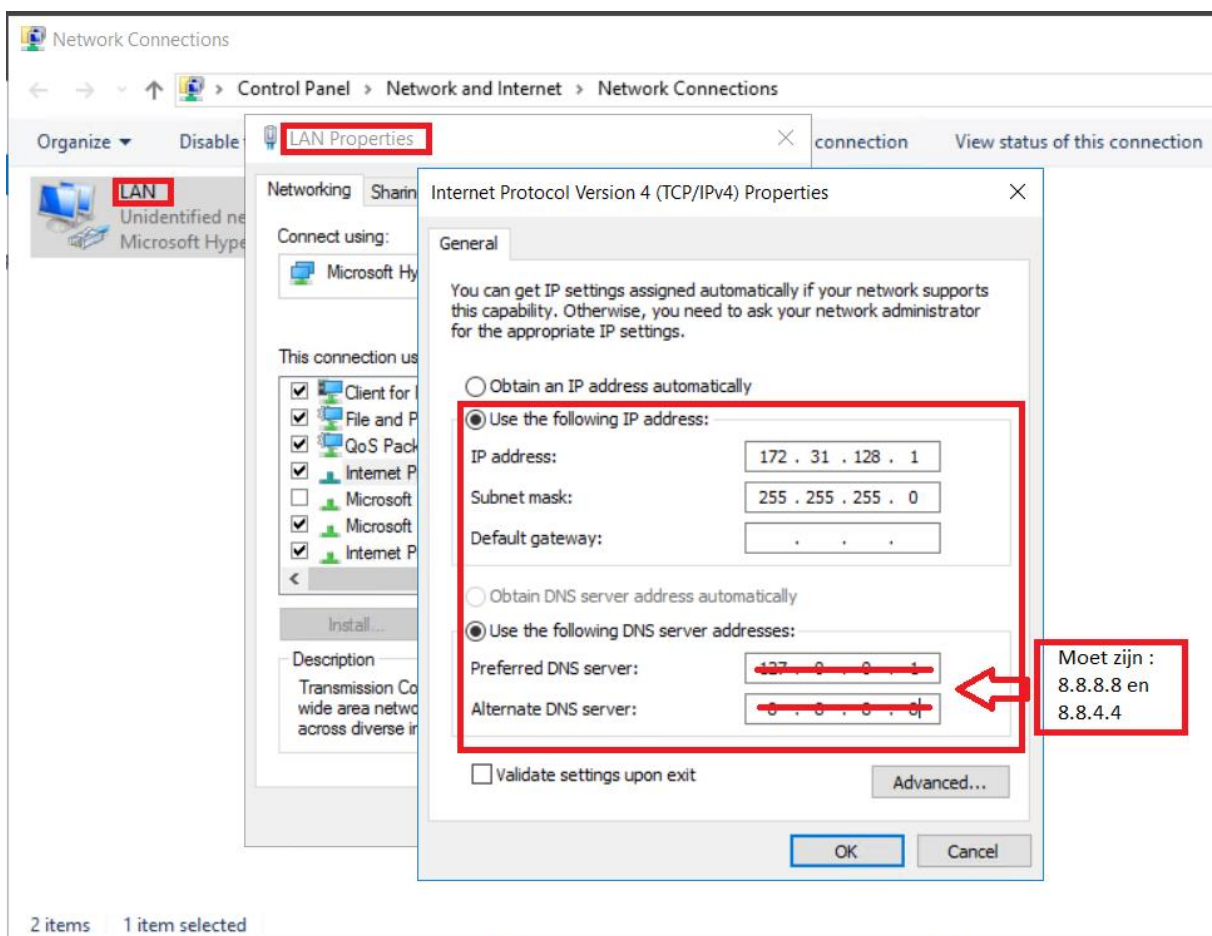 Network Connections
Control Panel > Network and Internet > Network Connections
Organize Disable connection View status of this connection
LAN
Unidentified ne
Microsoft Hype
LAN Properties
Networking Sharin
Connect using:
Microsoft Hy
This connection us
Client for
File and P
QoS Pack
Internet P
Microsoft
Microsoft
Internet P
Install...
Description
Transmission Co
wide area netwo
across diverse in
Internet Protocol Version 4 (TCP/IPv4) Properties
General
You can get IP settings assigned automatically if your network supports
this capability. Otherwise, you need to ask your network administrator
for the appropriate IP settings.
Obtain an IP address automatically
Use the following IP address:
IP address: 172 . 31 . 128 . 1
Subnet mask: 255 . 255 . 255 . 0
Default gateway: . . .
Obtain DNS server address automatically
Use the following DNS server addresses:
Preferred DNS server: 127 . 0 . 0 . 1
Alternate DNS server:
Validate settings upon exit
Advanced...
OK Cancel
Moet zijn :
8.8.8.8 en
8.8.4.4
2 items 1 item selected